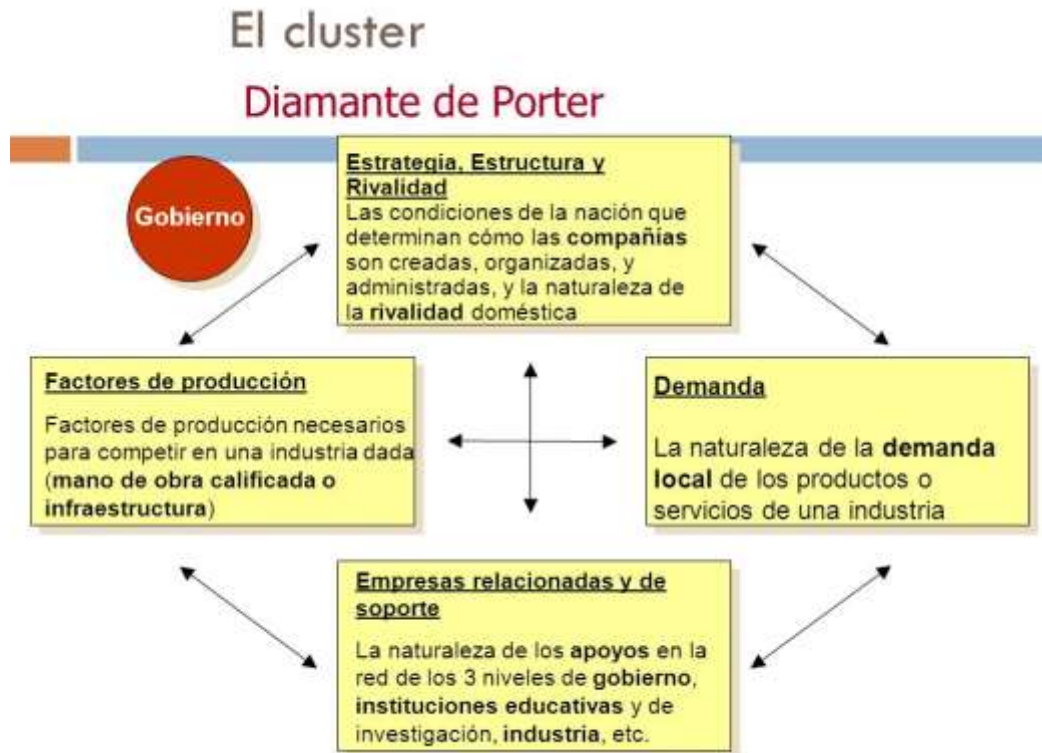 El cluster
Diamante de Porter
Gobierno
Estrategia, Estructura y
Rivalidad
Las condiciones de la nación que
determinan cómo las compañías
son creadas, organizadas, y
administradas, y la naturaleza de
la rivalidad doméstica
Factores de producción
Factores de producción necesarios
para competir en una industria dada
(mano de obra calificada o
infraestructura)
Demanda
La naturaleza de la demanda
local de los productos o
servicios de una industria
Empresas relacionadas y de
soporte
La naturaleza de los apoyos en la
red de los 3 niveles de gobierno,
instituciones educativas y de
investigación, industria, etc.